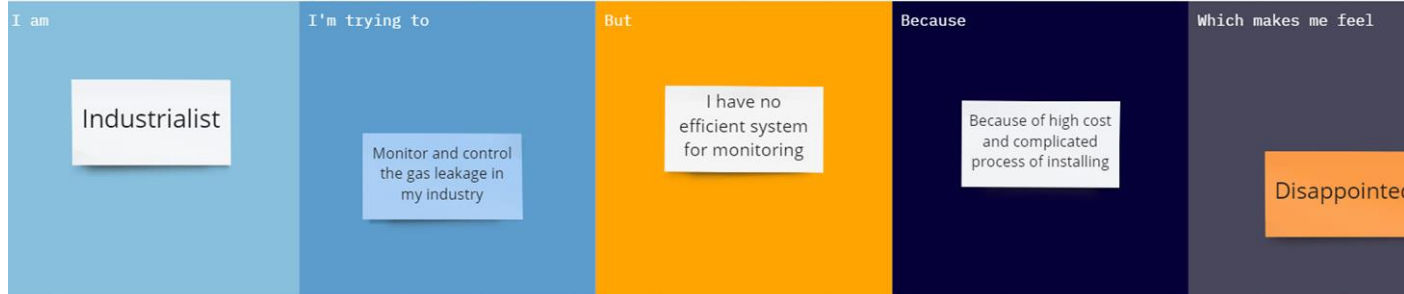 I am
Industrialist
I'm trying to
Monitor and control
the gas leakage in
my industry
But
I have no
efficient system
for monitoring
Because
Because of high cost
and complicated
process of installing
Which makes me feel
Disappointed